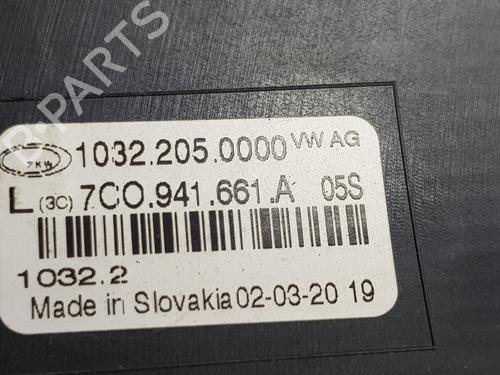 ZKW 1032.205.0000 VW AG
L (3C) 7C0.941.661.A 05S
1032.2
Made in Slovakia 02-03-20 19